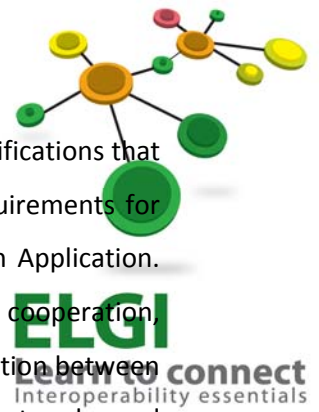 ifications that
uirements for
n Application.
cooperation,
ELGI
tion between
Learn to connect
Interoperability essentials